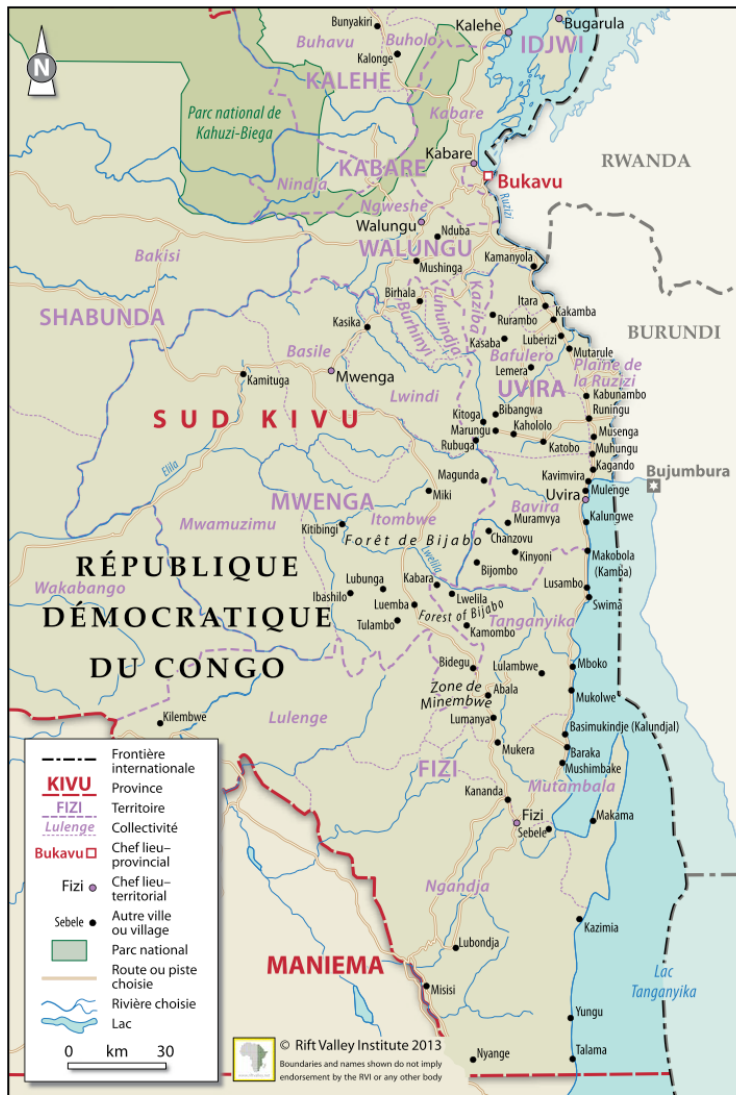 Bunyakiri
Kalehe
Bugarula
Buhavu
Buholo
IDJWI
Kalonge
N
KALEHE
Parc national de
Kahuzi-Biega
Kabare
Kabare
KABARE
RWANDA
Bukavu
Nindja
Ngweshe
Ruzizi
Walungu
Nduba
WALUNGU
Bakisi
Mushinga
Kamanyola
Birhala
Kaziba
Luhuindja
Burhinyi
Itara
SHABUNDA
Rurambo
Kakamba
Kasika
BURUNDI
Kasaba
Luberizi
Basile
Bafulero
Mutarule
Mwenga
Lemera
Plaine de
la Ruzizi
Kamituga
UVIRA
Lwindi
Kabunambo
SUD KIVU
Bibangwa
Kitoga
Runingu
Marungu
Kahololo
Musenga
Rubuga
Katobo
Muhungu
Kagando
Elila
Magunda
Kavimvira
Bujumbura
Miki
Uvira
Mulenge
MWENGA
Bavira
Mwamuzimu
Itombwe
Muramvya
Kalungwe
Kitibingi
Chanzovu
Forêt de Bijabo
Kinyoni
Makobola
(Kamba)
RÉPUBLIQUE
Lwelila
Bijombo
Wakabango
Lubunga
Kabara
Lusambo
Ibashilo
Lwelila
Swima
Luemba
DÉMOCRATIQUE
Forest of Bijabo
Tulambo
Tanganyika
Kamombo
DU CONGO
Bidegu
Lulambwe
Mboko
Zone de
Minembwe
Abala
Mukolwe
Lulenge
Lumanya
Kilembwe
Basimukindje (Kalundjal)
Mukera
Baraka
FIZI
Mushimbake
Mutambala
Kananda
Makama
Fizi
Sebele
Ngandja
Kazimia
Lubondja
MANIEMA
Misisi
Lac
Tanganyika
Yungu
Nyange
Talama
Frontière
internationale
KIVU
Province
FIZI
Territoire
Lulenge
Collectivité
Bukavu
Chef lieu–
provincial
Fizi
Chef lieu–
territorial
Sebele
Autre ville
ou village
Parc national
Route ou piste
choisie
Rivière choisie
Lac
0 km 30
© Rift Valley Institute 2013
Boundaries and names shown do not imply
endorsement by the RVI or any other body